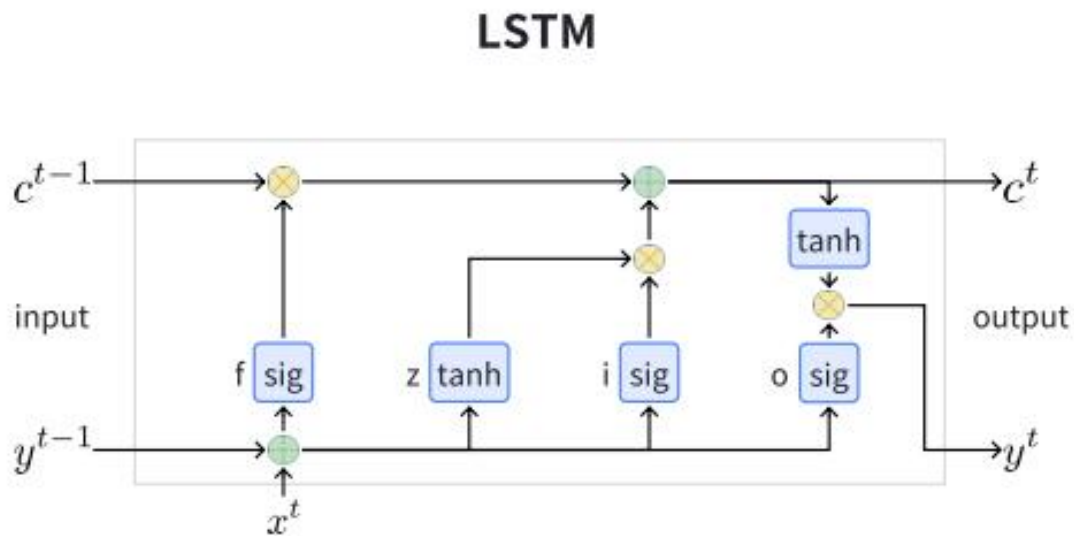 LSTM
c^{t-1} c^t
tanh
input output
f sig z tanh i sig o sig
y^{t-1} y^t
x^t